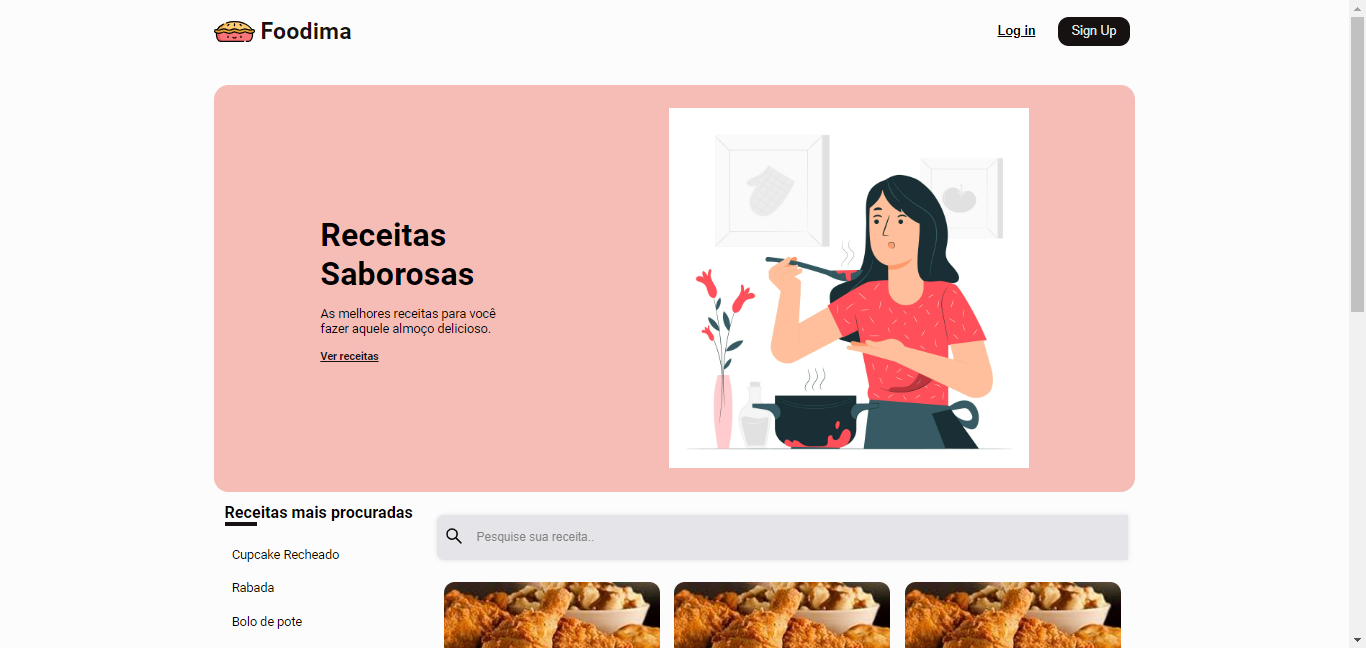 Foodima
Log in
Sign Up
Receitas
Saborosas
As melhores receitas para você
fazer aquele almoço delicioso.
Ver receitas
Receitas mais procuradas
Pesquise sua receita..
Cupcake Recheado
Rabada
Bolo de pote